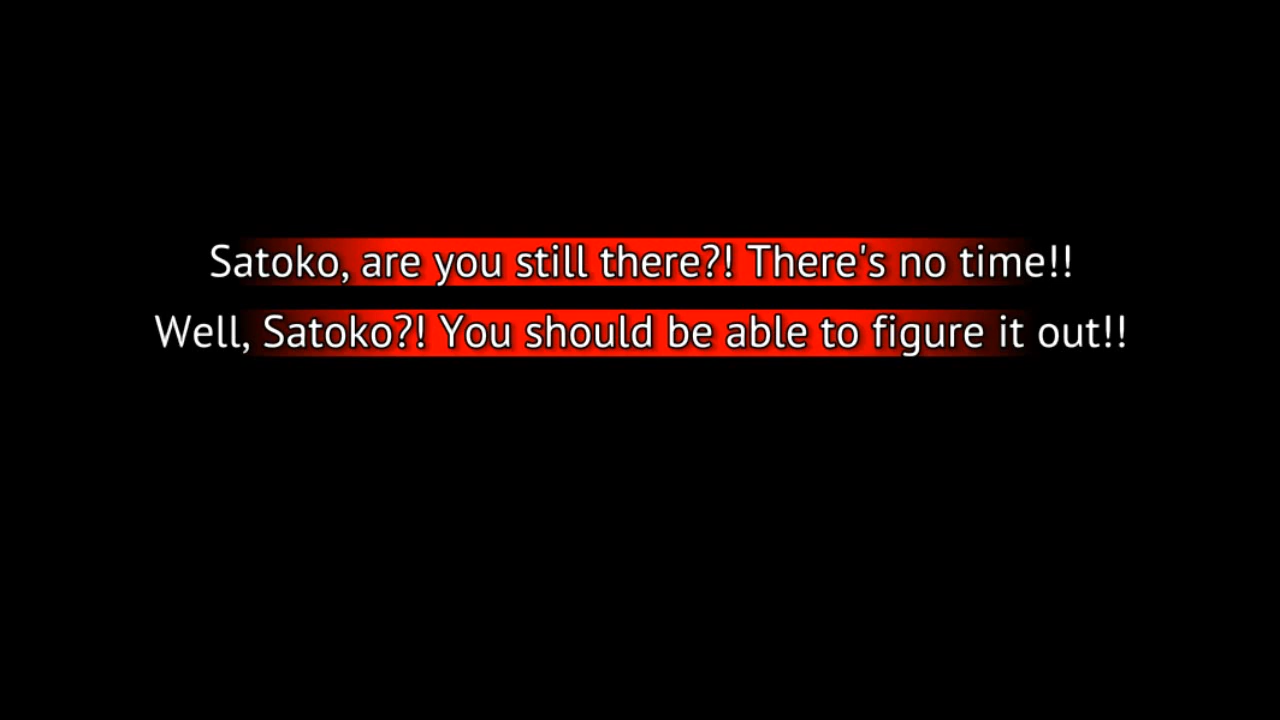 Satoko, are you still there?! There's no time!!
Well, Satoko?! You should be able to figure it out!!